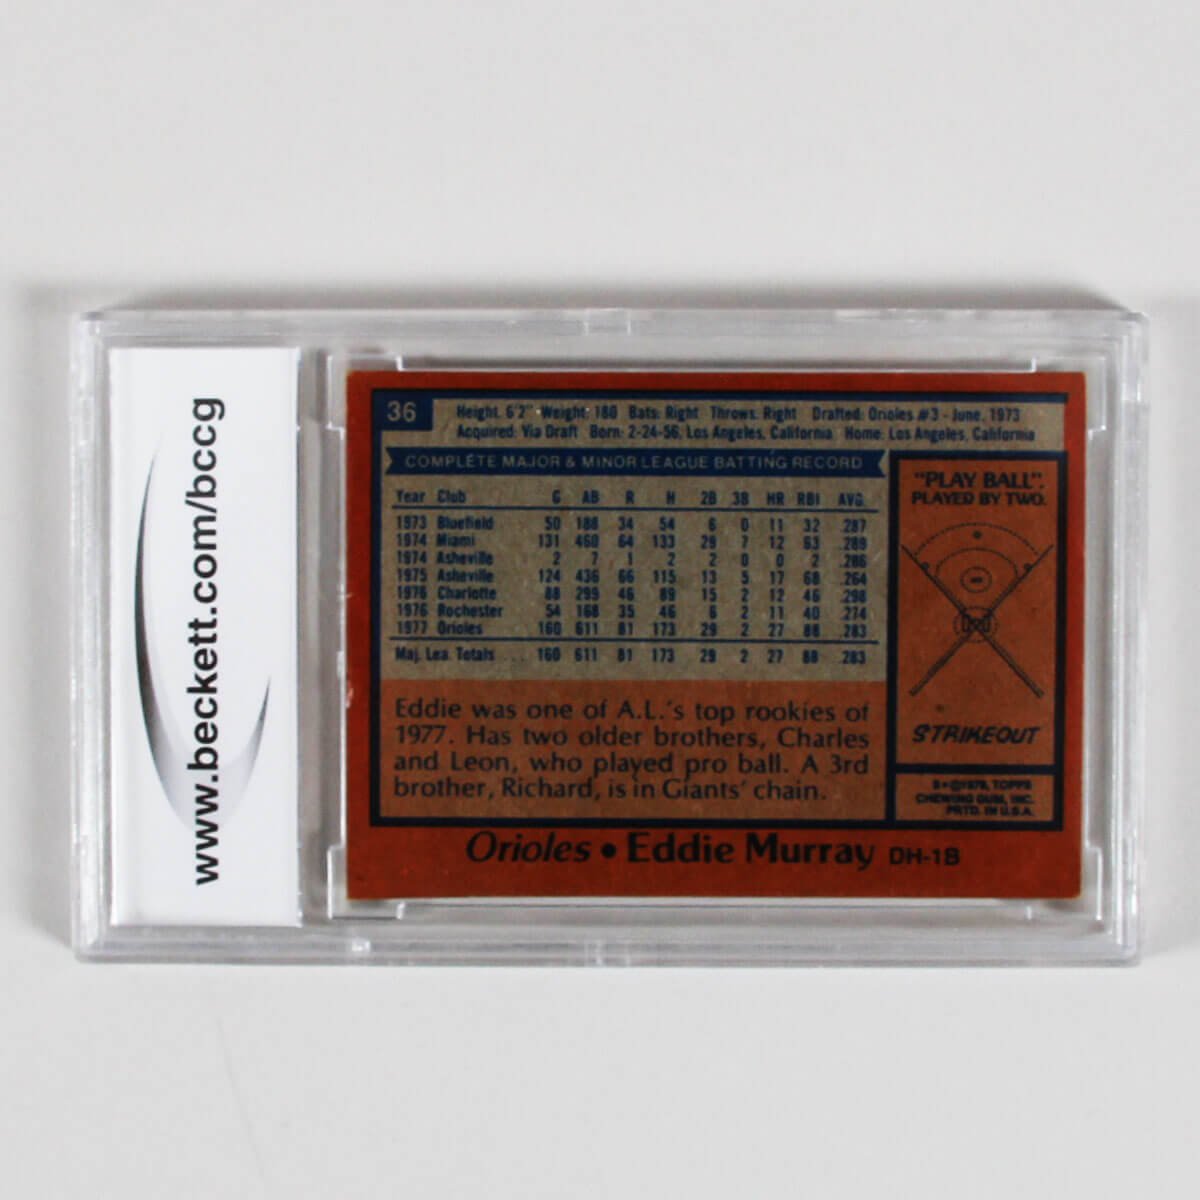 www.beckett.com/bccg
36
Height: 6'2" Weight: 180 Bats: Right Throws: Right Drafted: Orioles #3 - June, 1973
Acquired: Via Draft Born: 2-24-56, Los Angeles, California Home: Los Angeles, California
COMPLETE MAJOR & MINOR LEAGUE BATTING RECORD
Year Club G AB R H 2B 3B HR RBI AVG.
1973 Bluefield 50 188 34 54 6 0 11 32 .287
1974 Miami 131 460 64 133 29 7 12 63 .289
1974 Asheville 2 7 1 2 2 0 0 2 .286
1975 Asheville 124 436 66 115 13 5 17 68 .264
1976 Charlotte 88 299 46 89 15 2 12 46 .298
1976 Rochester 54 168 35 46 6 2 11 40 .274
1977 Orioles 160 611 81 173 29 2 27 88 .283
Maj. Lea. Totals ... 160 611 81 173 29 2 27 88 .283
Eddie was one of A.L.'s top rookies of
1977. Has two older brothers, Charles
and Leon, who played pro ball. A 3rd
brother, Richard, is in Giants' chain.
"PLAY BALL".
PLAYED BY TWO.
STRIKEOUT
©1978, TOPPS
CHEWING GUM, INC.
PRTD. IN U.S.A.
Orioles • Eddie Murray DH-1B